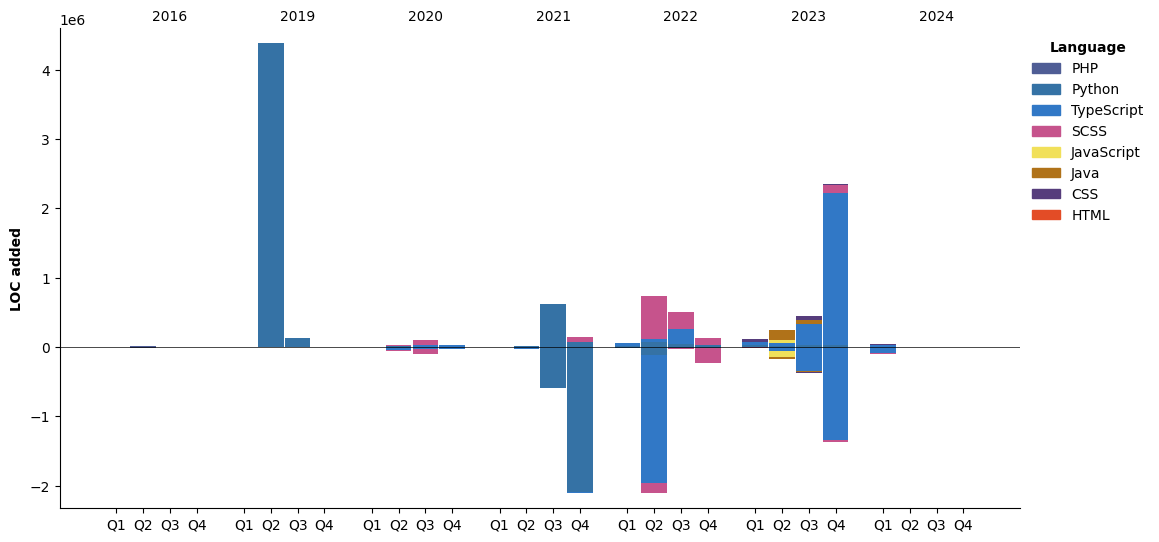 1e6
2016 2019 2020 2021 2022 2023 2024
Language
PHP
Python
TypeScript
SCSS
JavaScript
Java
CSS
HTML
LOC added
4
3
2
1
0
−1
−2
Q1 Q2 Q3 Q4 Q1 Q2 Q3 Q4 Q1 Q2 Q3 Q4 Q1 Q2 Q3 Q4 Q1 Q2 Q3 Q4 Q1 Q2 Q3 Q4 Q1 Q2 Q3 Q4